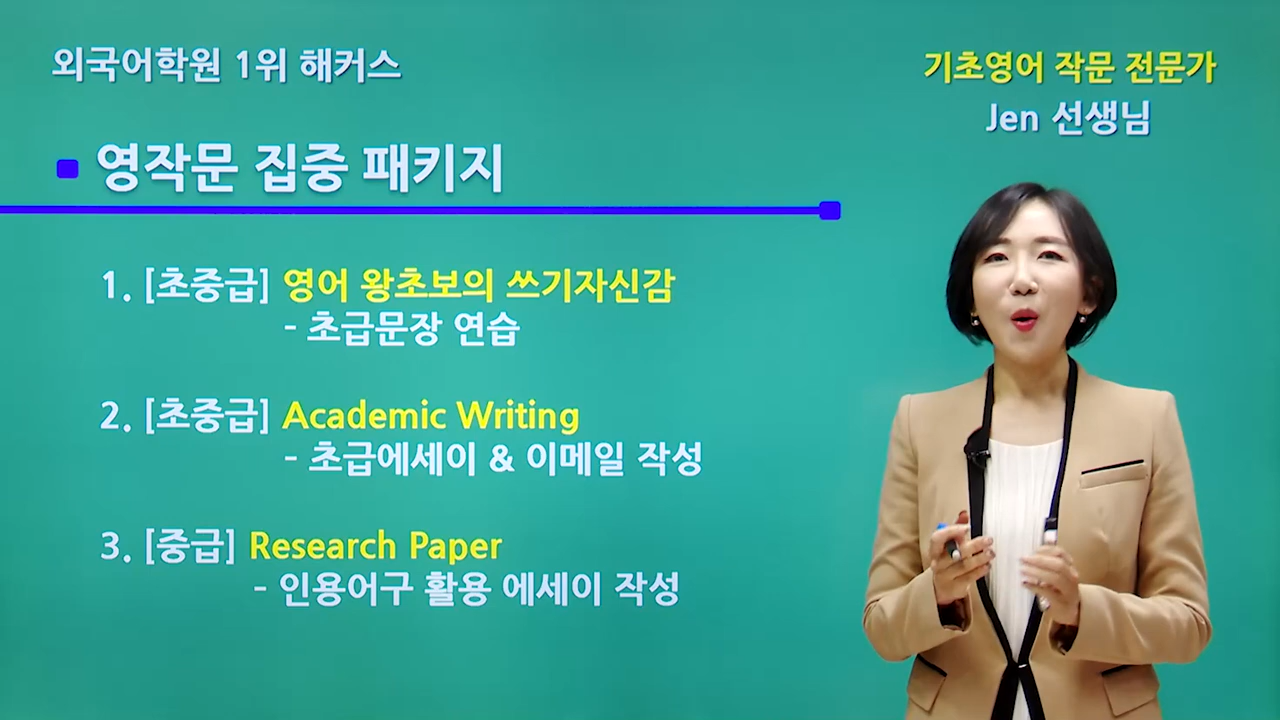 외국어학원 1위 해커스
기초영어 작문 전문가
Jen 선생님
영작문 집중 패키지
1. [초중급] 영어 왕초보의 쓰기자신감
- 초급문장 연습
2. [초중급] Academic Writing
- 초급에세이 & 이메일 작성
3. [중급] Research Paper
- 인용어구 활용 에세이 작성